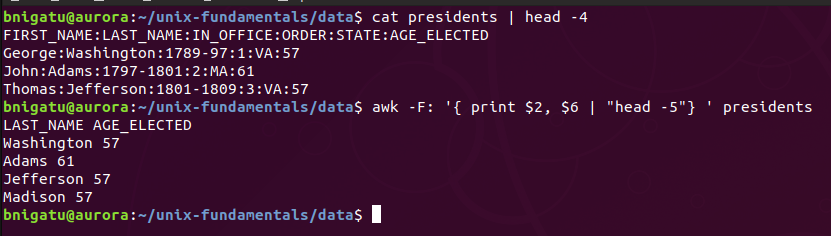 bnigatu@aurora:~/unix-fundamentals/data$ cat presidents | head -4
FIRST_NAME:LAST_NAME:IN_OFFICE:ORDER:STATE:AGE_ELECTED
George:Washington:1789-97:1:VA:57
John:Adams:1797-1801:2:MA:61
Thomas:Jefferson:1801-1809:3:VA:57
bnigatu@aurora:~/unix-fundamentals/data$ awk -F: '{ print $2, $6 | "head -5"} ' presidents
LAST_NAME AGE_ELECTED
Washington 57
Adams 61
Jefferson 57
Madison 57
bnigatu@aurora:~/unix-fundamentals/data$